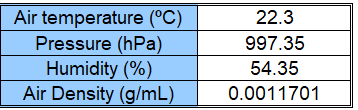 Air temperature (ºC) 22.3
Pressure (hPa) 997.35
Humidity (%) 54.35
Air Density (g/mL) 0.0011701